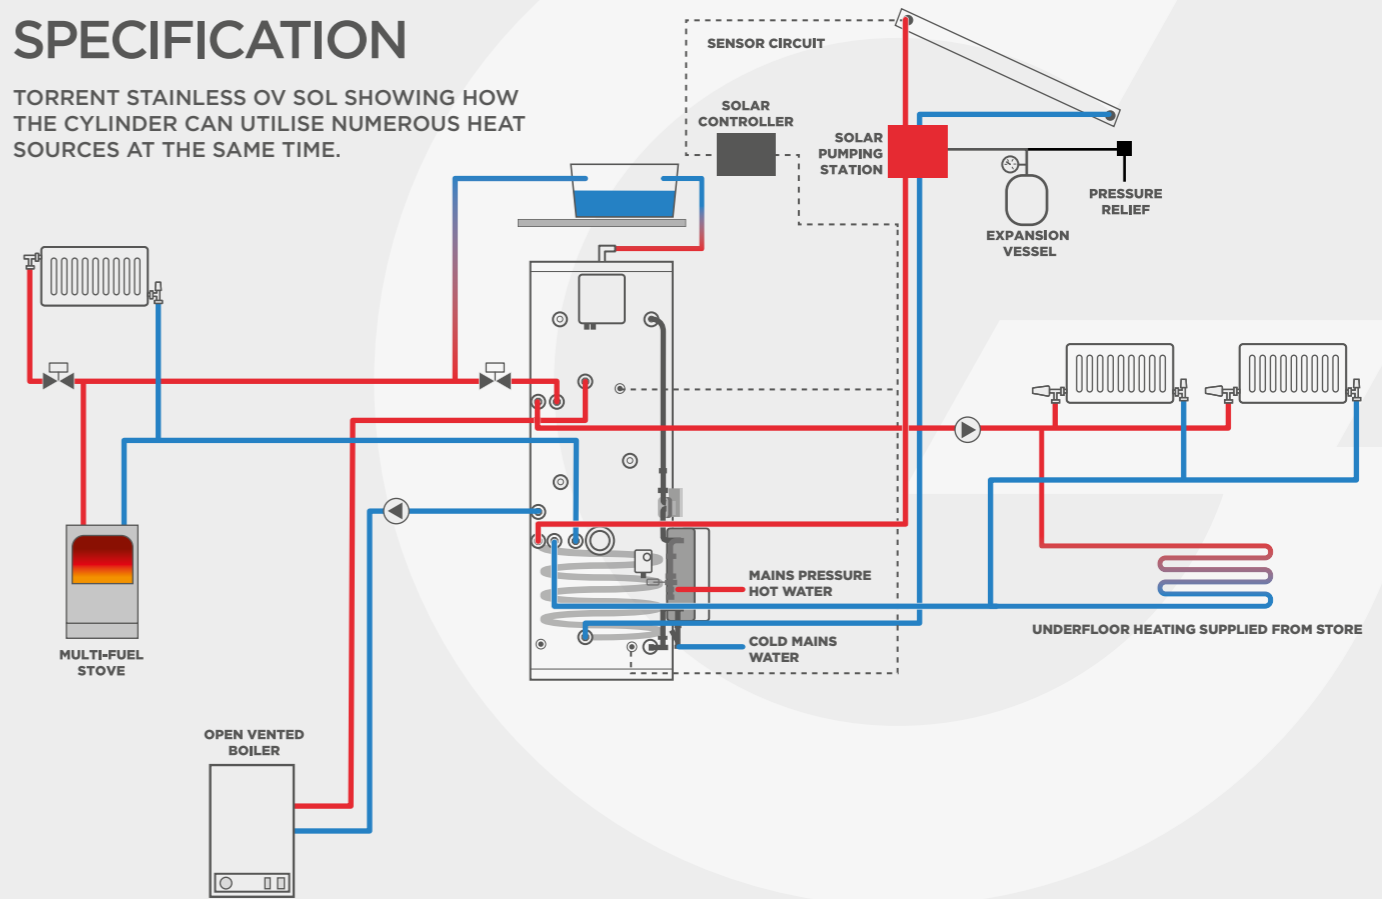 SPECIFICATION
TORRENT STAINLESS OV SOL SHOWING HOW
THE CYLINDER CAN UTILISE NUMEROUS HEAT
SOURCES AT THE SAME TIME.
SENSOR CIRCUIT
SOLAR
CONTROLLER
SOLAR
PUMPING
STATION
PRESSURE
RELIEF
EXPANSION
VESSEL
MAINS PRESSURE
HOT WATER
COLD MAINS
WATER
UNDERFLOOR HEATING SUPPLIED FROM STORE
MULTI-FUEL
STOVE
OPEN VENTED
BOILER